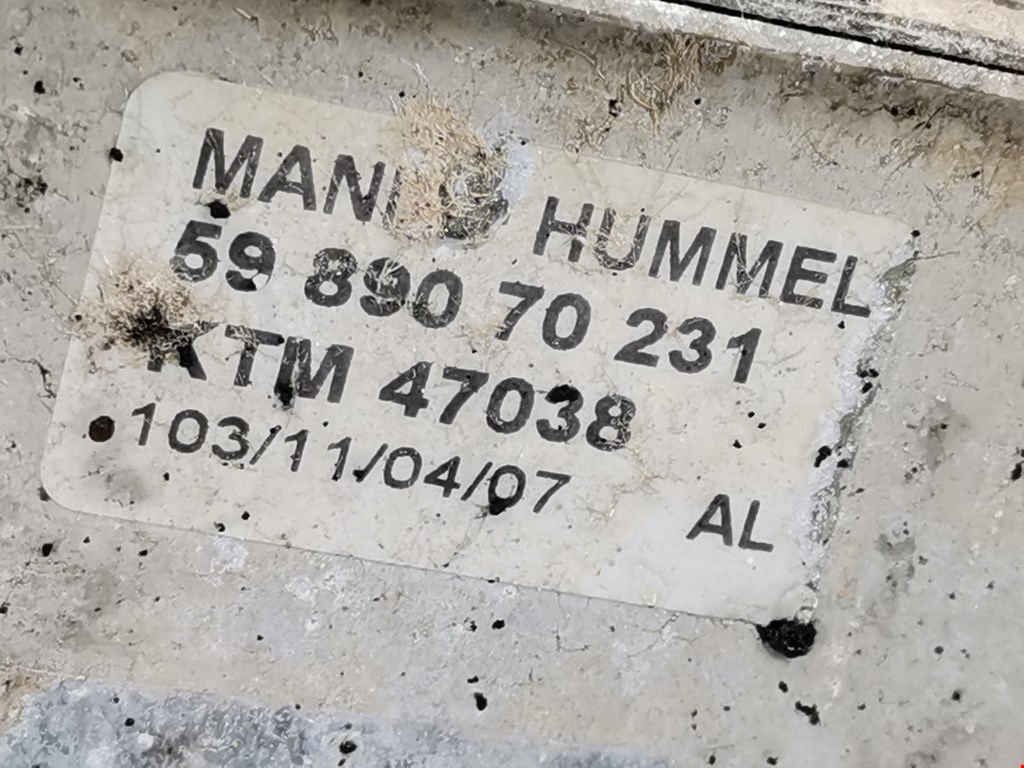 HUMMEL
59 890 70 231
KTM 47038
103/11/04/07 AL